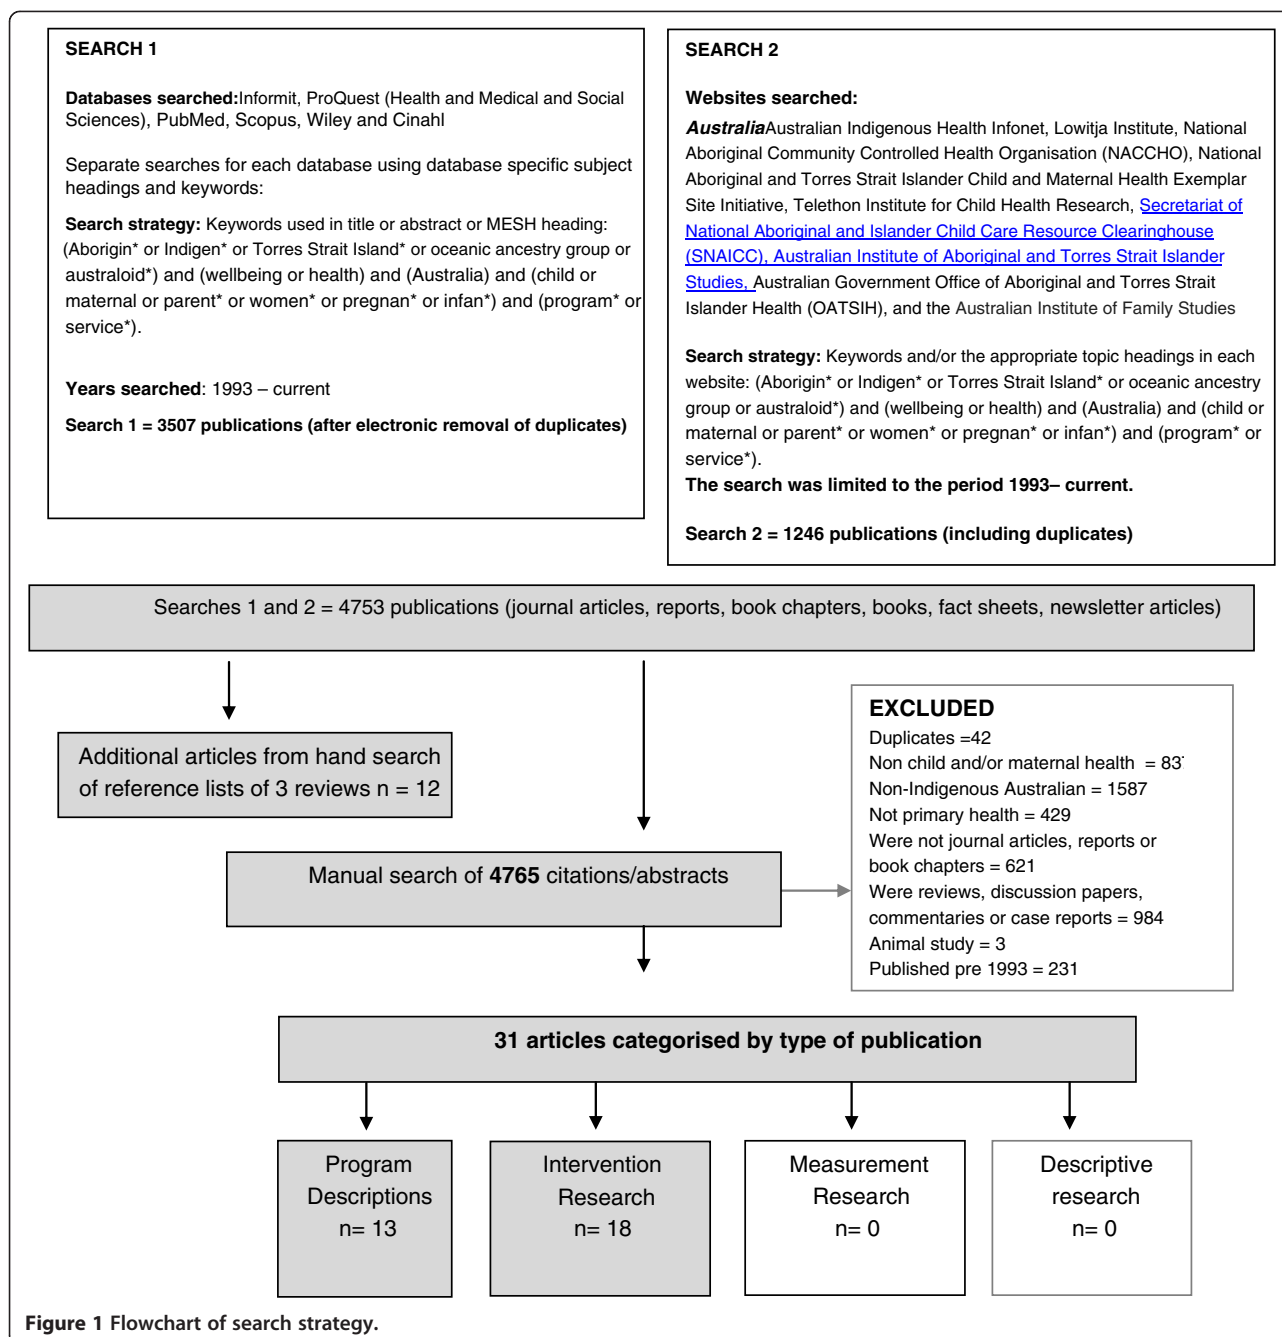 SEARCH 1
Databases searched:Informit, ProQuest (Health and Medical and Social
Sciences), PubMed, Scopus, Wiley and Cinahl
Separate searches for each database using database specific subject
headings and keywords:
Search strategy: Keywords used in title or abstract or MESH heading:
(Aborigin* or Indigen* or Torres Strait Island* or oceanic ancestry group or
australoid*) and (wellbeing or health) and (Australia) and (child or
maternal or parent* or women* or pregnan* or infan*) and (program* or
service*).
Years searched: 1993 – current
Search 1 = 3507 publications (after electronic removal of duplicates)
SEARCH 2
Websites searched:
AustraliaAustralian Indigenous Health Infonet, Lowitja Institute, National
Aboriginal Community Controlled Health Organisation (NACCHO), National
Aboriginal and Torres Strait Islander Child and Maternal Health Exemplar
Site Initiative, Telethon Institute for Child Health Research, Secretariat of
National Aboriginal and Islander Child Care Resource Clearinghouse
(SNAICC), Australian Institute of Aboriginal and Torres Strait Islander
Studies, Australian Government Office of Aboriginal and Torres Strait
Islander Health (OATSIH), and the Australian Institute of Family Studies
Search strategy: Keywords and/or the appropriate topic headings in each
website: (Aborigin* or Indigen* or Torres Strait Island* or oceanic ancestry
group or australoid*) and (wellbeing or health) and (Australia) and (child or
maternal or parent* or women* or pregnan* or infan*) and (program* or
service*).
The search was limited to the period 1993– current.
Search 2 = 1246 publications (including duplicates)
Searches 1 and 2 = 4753 publications (journal articles, reports, book chapters, books, fact sheets, newsletter articles)
Additional articles from hand search
of reference lists of 3 reviews n = 12
Manual search of 4765 citations/abstracts
EXCLUDED
Duplicates =42
Non child and/or maternal health =
Non-Indigenous Australian = 1587
Not primary health = 429
Were not journal articles, reports or
book chapters = 621
Were reviews, discussion papers,
commentaries or case reports = 984
Animal study = 3
Published pre 1993 = 231
31 articles categorised by type of publication
Program
Descriptions
n= 13
Intervention
Research
n= 18
Measurement
Research
n= 0
Descriptive
research
n= 0
Figure 1 Flowchart of search strategy.